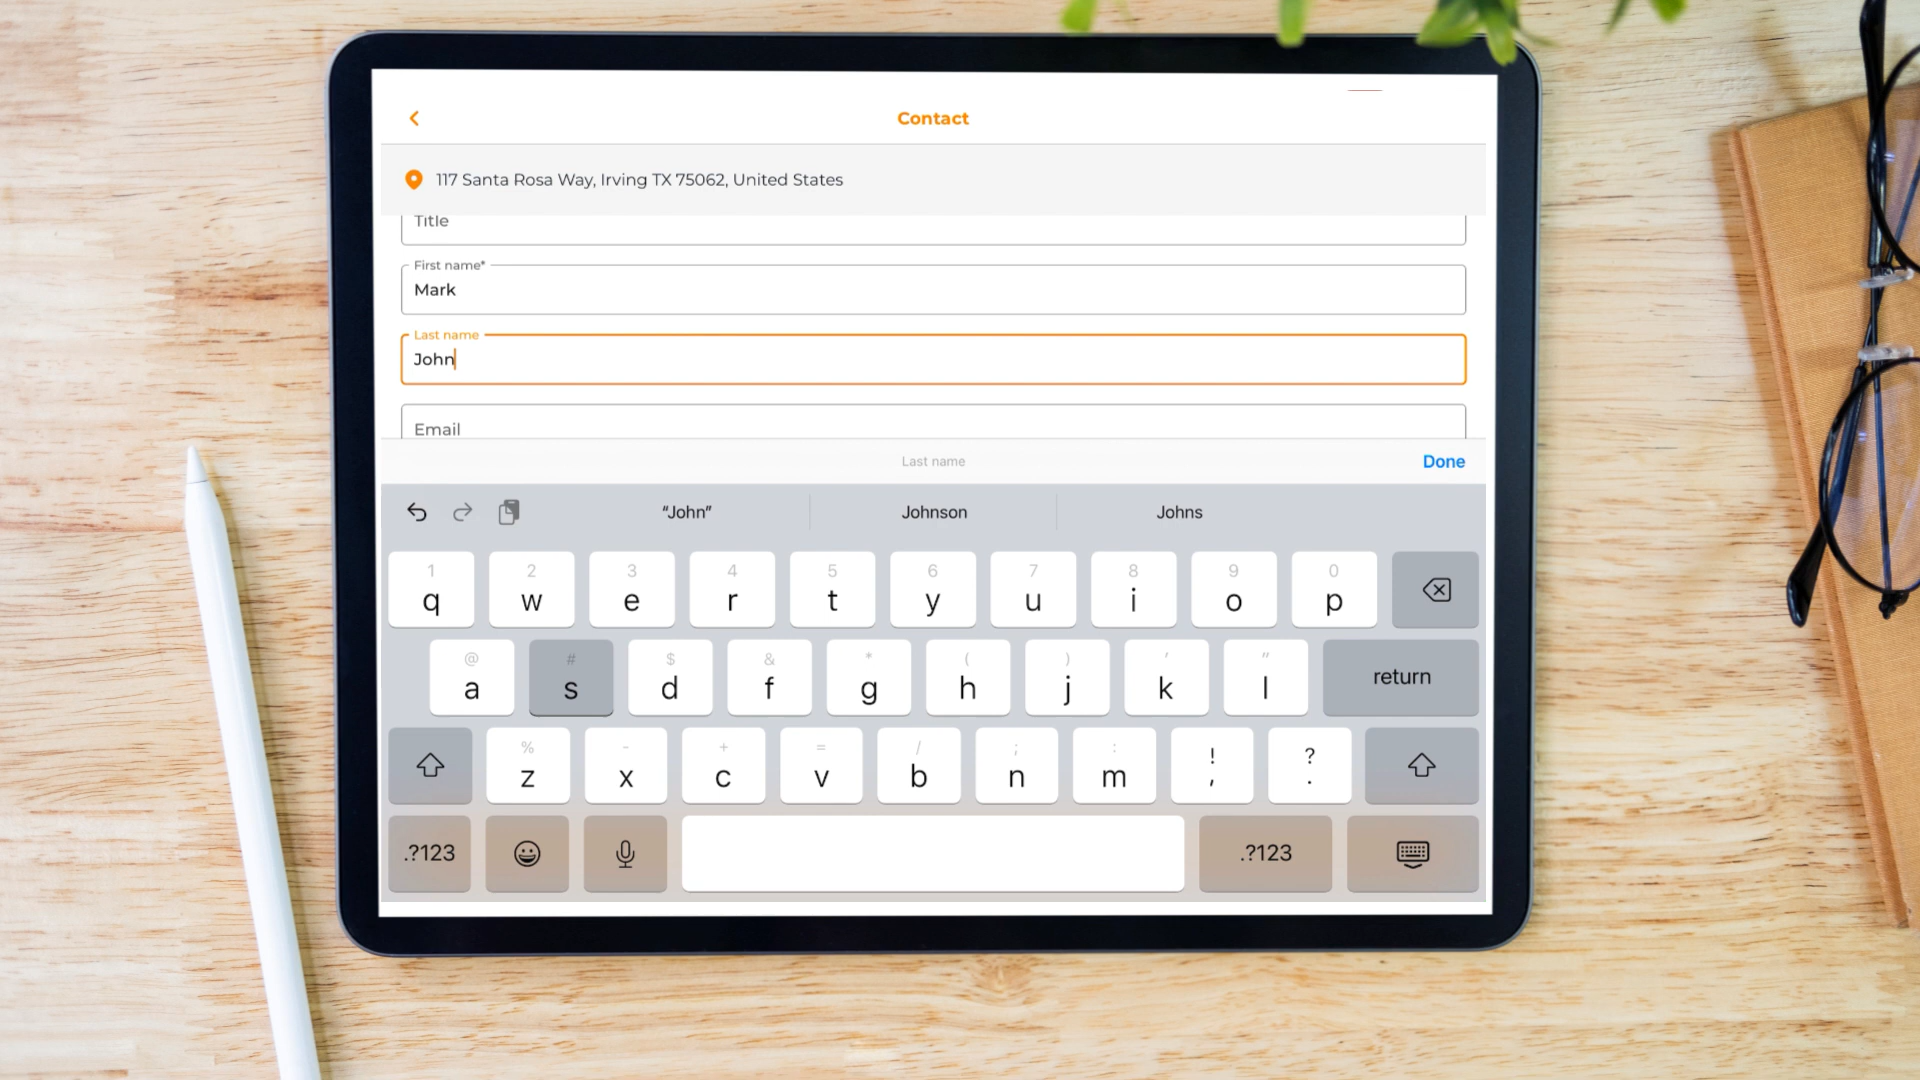 Contact
117 Santa Rosa Way, Irving TX 75062, United States
Title
First name*
Mark
Last name
John
Email
Last name Done
“John” Johnson Johns
1 2 3 4 5 6 7 8 9 0
q w e r t y u i o p
@ # $ & * ( ) ' "
a s d f g h j k l return
% - + = / ; : ! ?
z x c v b n m , .
.?123 .?123